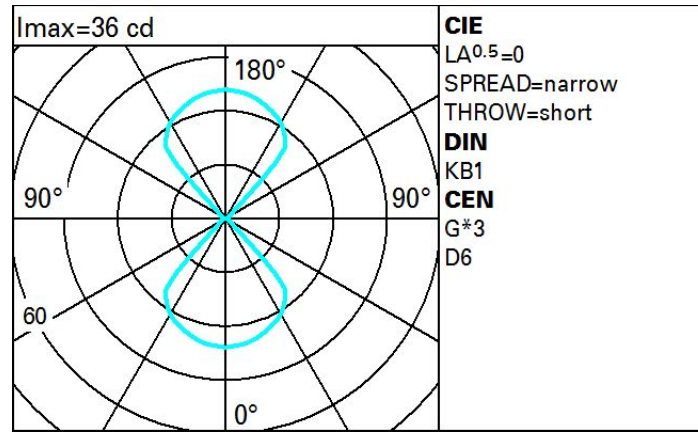 Imax=36 cd
180°
90°
90°
60
0°
CIE
LA0.5=0
SPREAD=narrow
THROW=short
DIN
KB1
CEN
G*3
D6